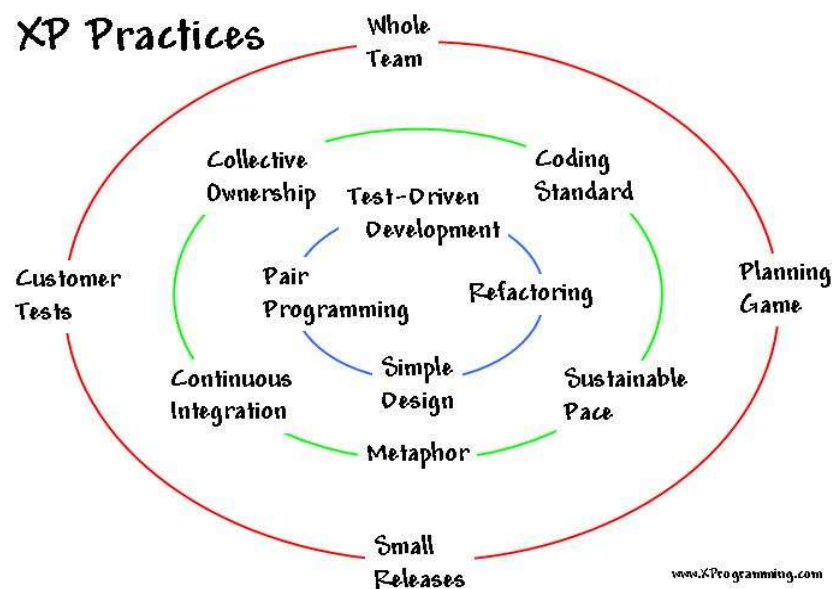 XP Practices
Whole
Team
Collective
Ownership
Coding
Standard
Test-Driven
Development
Customer
Tests
Pair
Programming
Refactoring
Planning
Game
Continuous
Integration
Simple
Design
Sustainable
Pace
Metaphor
Small
Releases
www.XProgramming.com